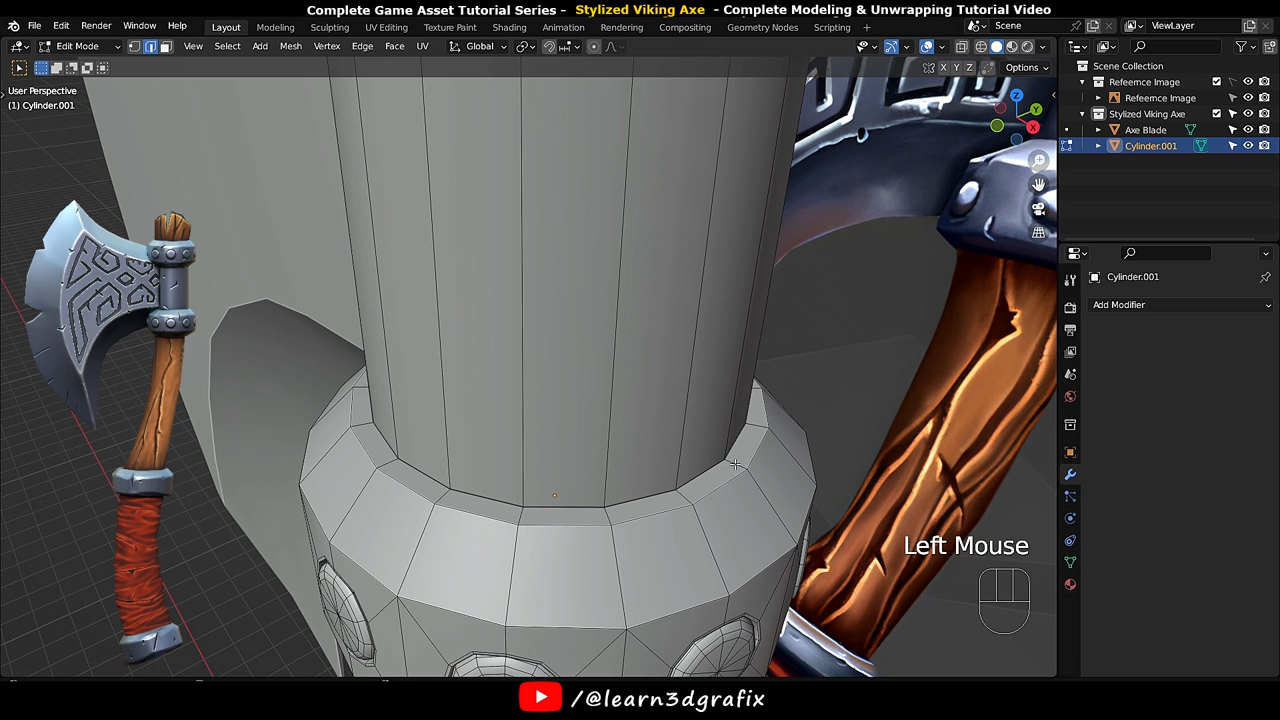 Complete Game Asset Tutorial Series - Stylized Viking Axe - Complete Modeling & Unwrapping Tutorial Video
File Edit Render Window Help Layout Modeling Sculpting UV Editing Texture Paint Shading Animation Rendering Compositing Geometry Nodes Scripting Scene ViewLayer
Edit Mode View Select Add Mesh Vertex Edge Face UV Global
X Y Z Options
User Perspective
(1) Cylinder.001
Z
Y
X
Scene Collection
Refeemce Image
Refeemce Image
Stylized Viking Axe
Axe Blade
Cylinder.001
Cylinder.001
Add Modifier
Left Mouse
/@learn3dgrafix